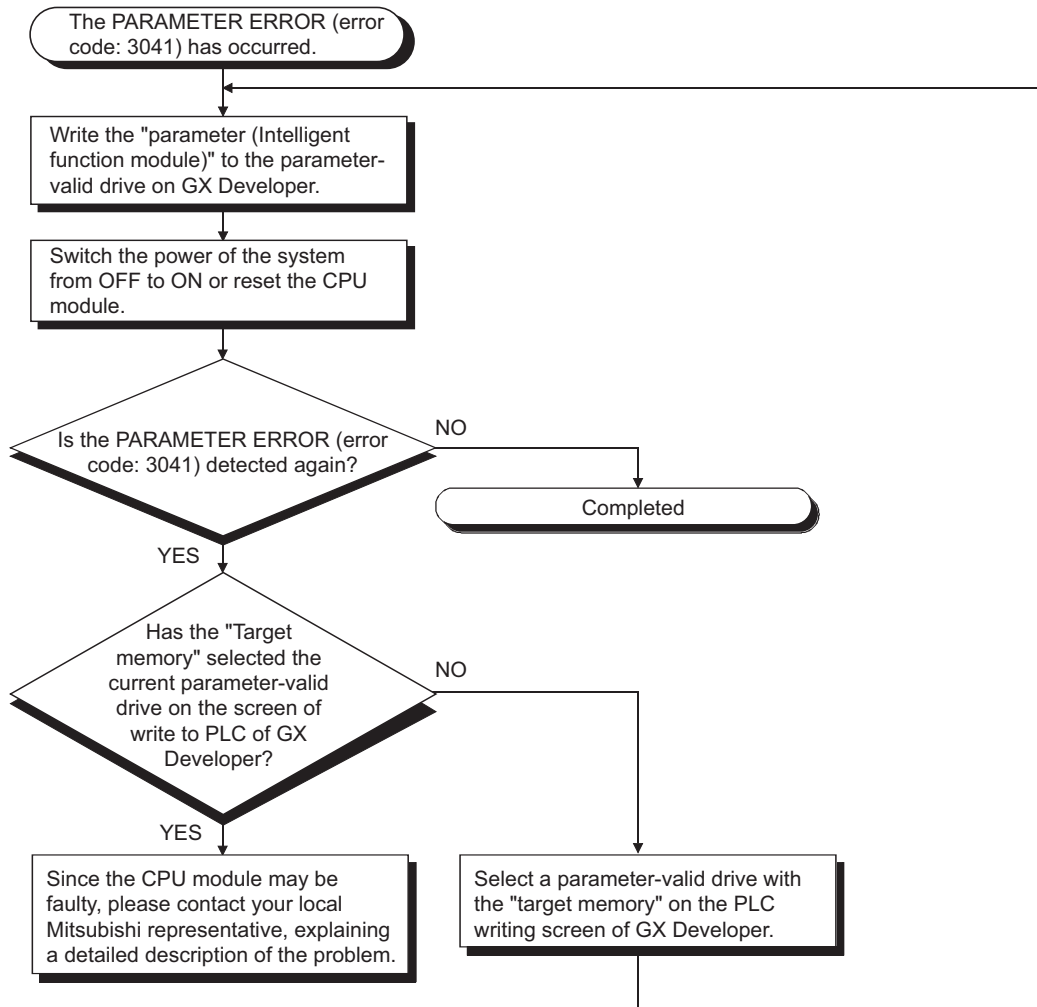 The PARAMETER ERROR (error
code: 3041) has occurred.
Write the "parameter (Intelligent
function module)" to the parameter-
valid drive on GX Developer.
Switch the power of the system
from OFF to ON or reset the CPU
module.
Is the PARAMETER ERROR (error
code: 3041) detected again?
NO
Completed
YES
Has the "Target
memory" selected the
current parameter-valid
drive on the screen of
write to PLC of GX
Developer?
NO
YES
Since the CPU module may be
faulty, please contact your local
Mitsubishi representative, explaining
a detailed description of the problem.
Select a parameter-valid drive with
the "target memory" on the PLC
writing screen of GX Developer.